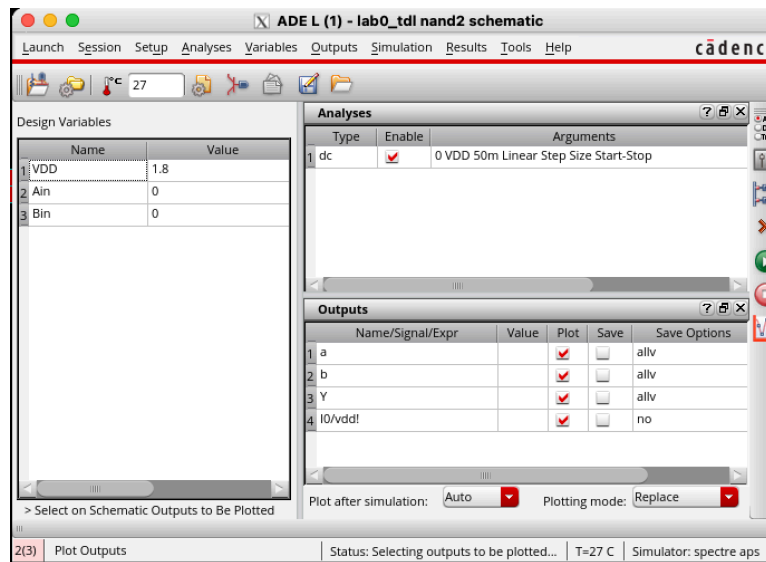 ADE L (1) - lab0_tdl nand2 schematic
Launch Session Setup Analyses Variables Outputs Simulation Results Tools Help cādenc
°C 27
Design Variables
Name Value
1 VDD 1.8
2 Ain 0
3 Bin 0
> Select on Schematic Outputs to Be Plotted
Analyses
Type Enable Arguments
1 dc 0 VDD 50m Linear Step Size Start-Stop
Outputs
Name/Signal/Expr Value Plot Save Save Options
1 a allv
2 b allv
3 Y allv
4 I0/vdd! no
Plot after simulation: Auto Plotting mode: Replace
2(3) Plot Outputs Status: Selecting outputs to be plotted... T=27 C Simulator: spectre aps